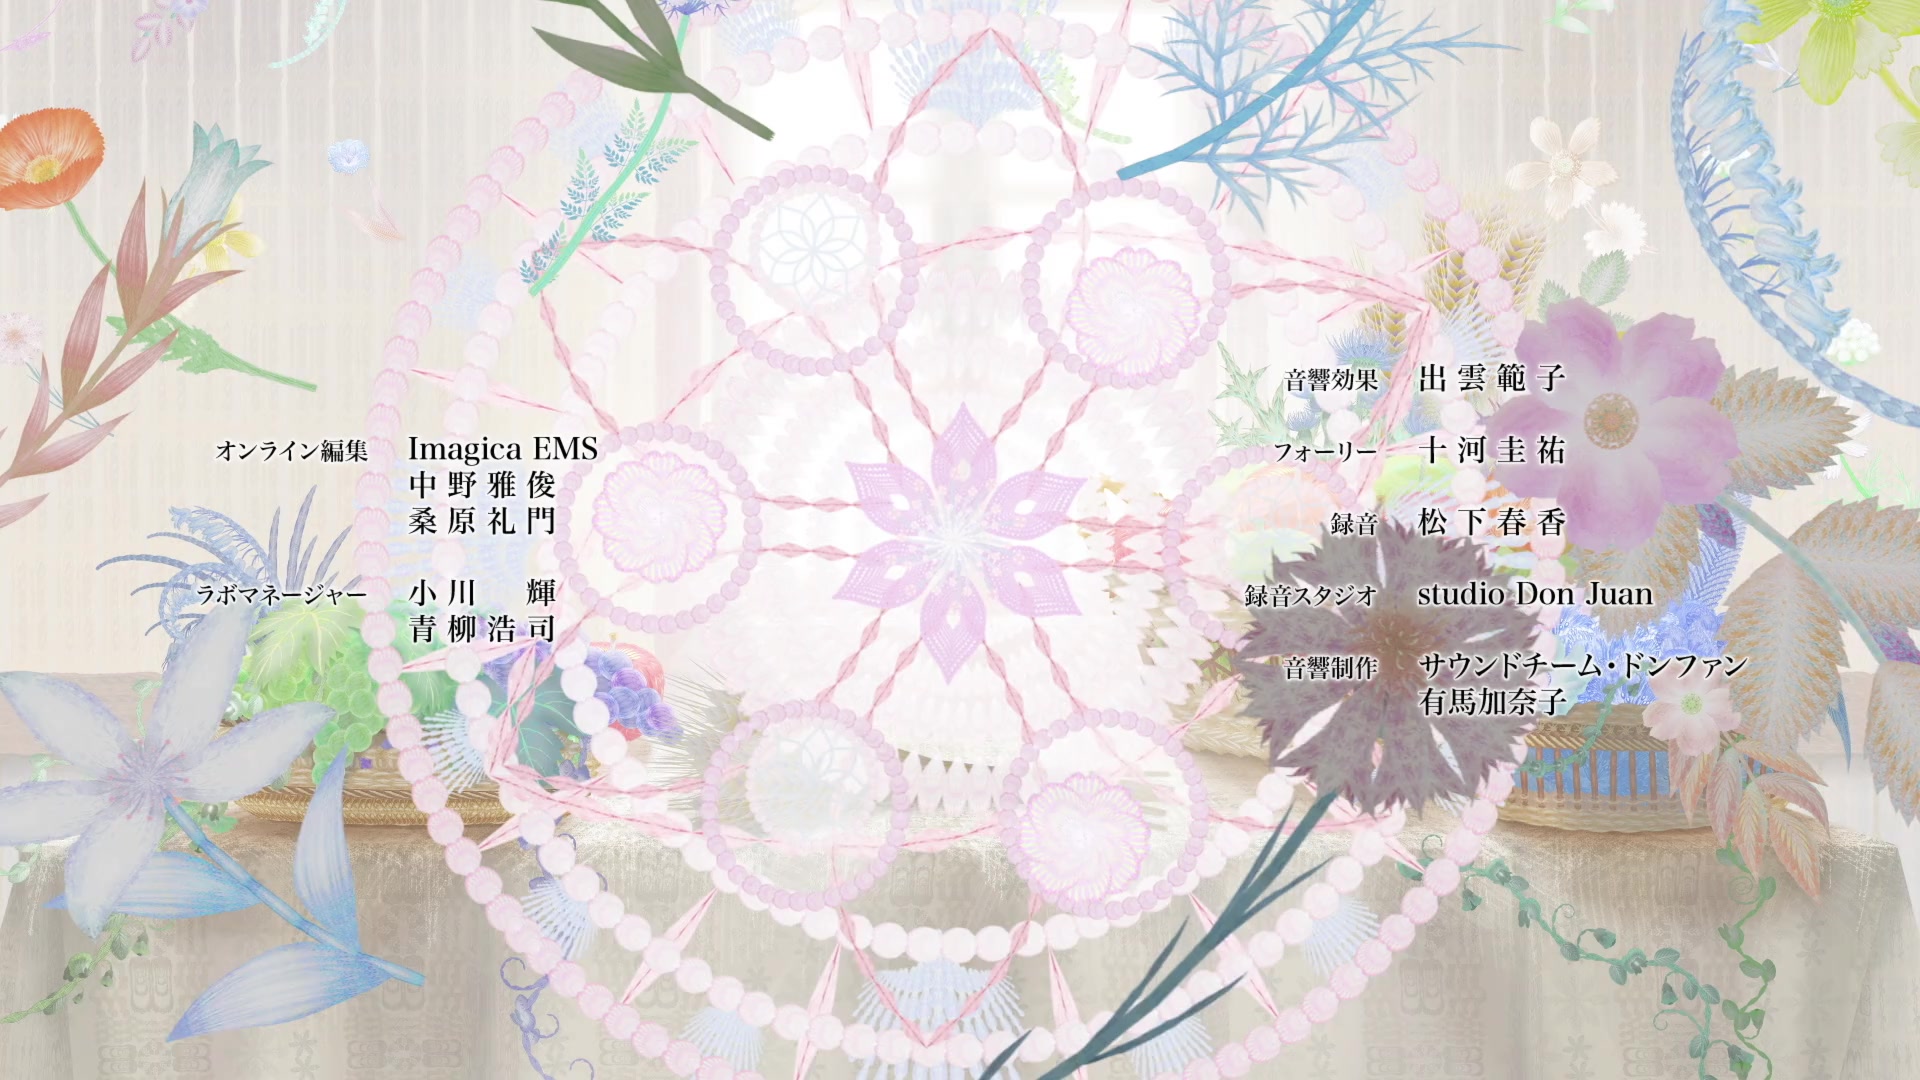 オンライン編集 Imagica EMS
中野雅俊
桑原礼門
ラボマネージャー 小川 輝
青柳浩司
音響効果 出雲範子
フォーリー 十河圭祐
録音 松下春香
録音スタジオ studio Don Juan
音響制作 サウンドチーム・ドンファン
有馬加奈子